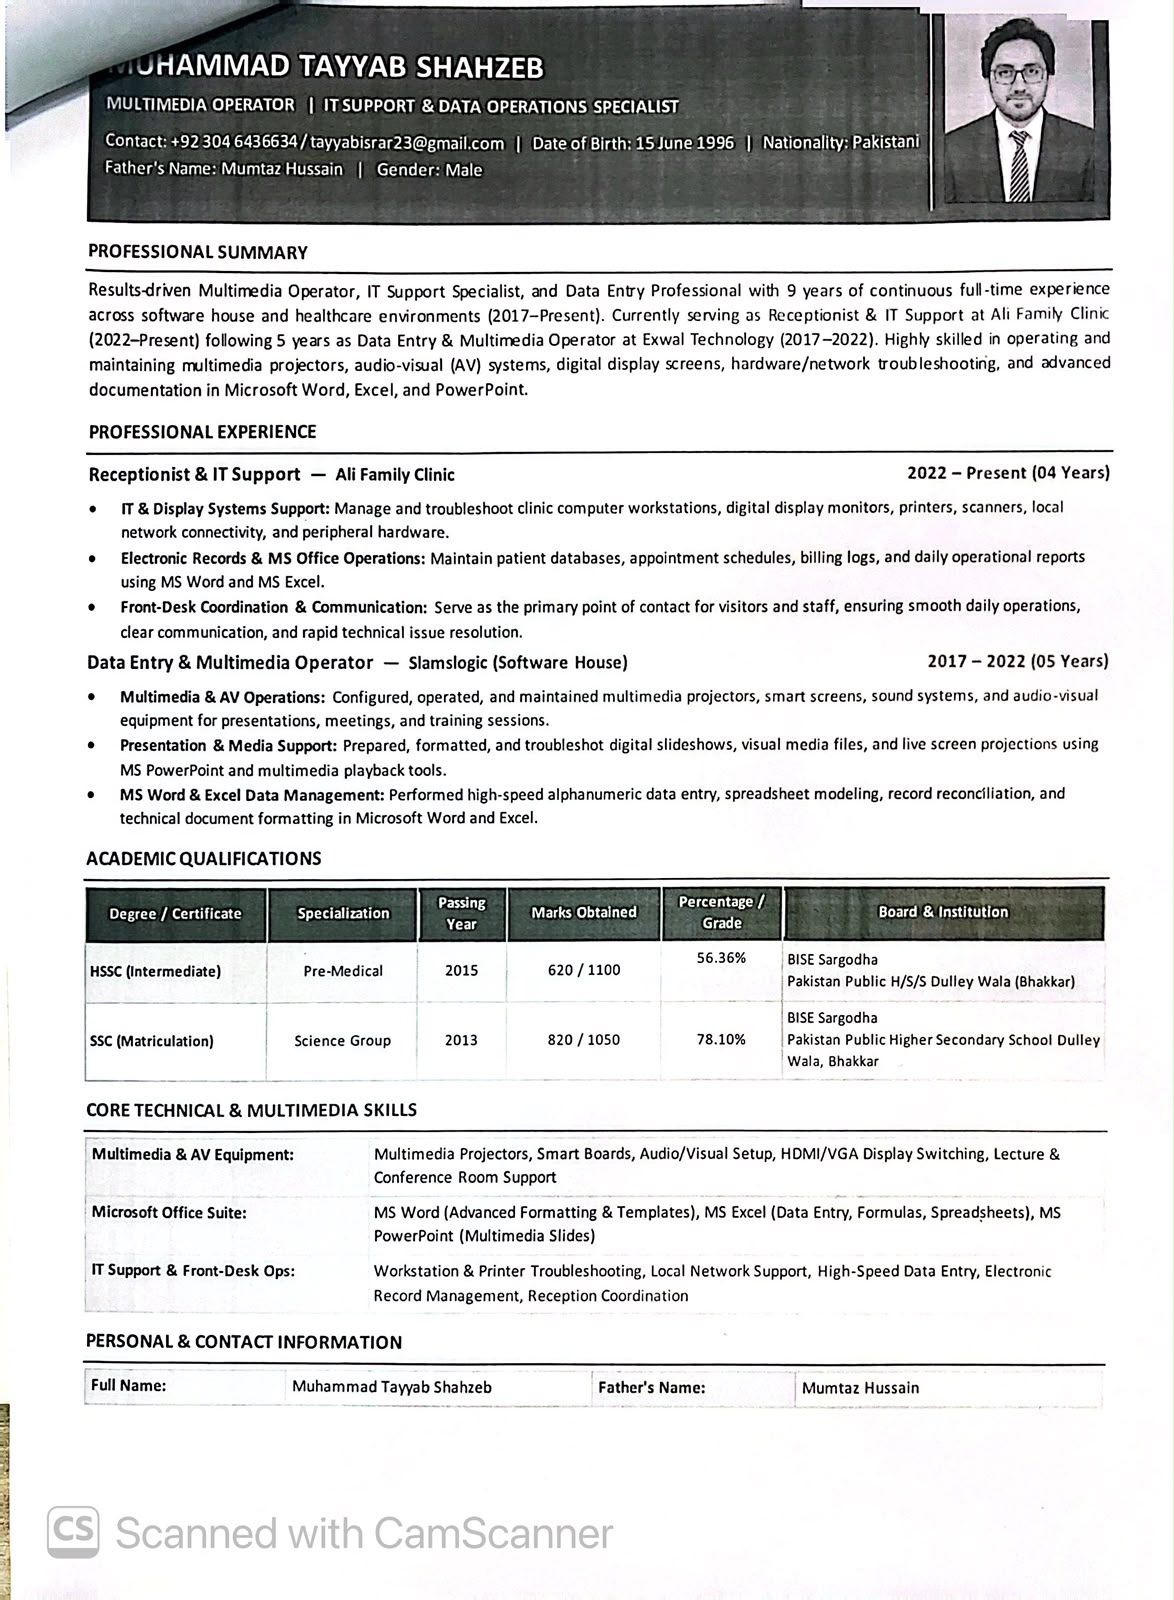 MUHAMMAD TAYYAB SHAHZEB
MULTIMEDIA OPERATOR | IT SUPPORT & DATA OPERATIONS SPECIALIST
Contact: +92 304 6436634 / tayyabisrar23@gmail.com | Date of Birth: 15 June 1996 | Nationality: Pakistani
Father's Name: Mumtaz Hussain | Gender: Male
PROFESSIONAL SUMMARY
Results-driven Multimedia Operator, IT Support Specialist, and Data Entry Professional with 9 years of continuous full-time experience
across software house and healthcare environments (2017–Present). Currently serving as Receptionist & IT Support at Ali Family Clinic
(2022–Present) following 5 years as Data Entry & Multimedia Operator at Exwal Technology (2017–2022). Highly skilled in operating and
maintaining multimedia projectors, audio-visual (AV) systems, digital display screens, hardware/network troubleshooting, and advanced
documentation in Microsoft Word, Excel, and PowerPoint.
PROFESSIONAL EXPERIENCE
Receptionist & IT Support — Ali Family Clinic 2022 – Present (04 Years)
• IT & Display Systems Support: Manage and troubleshoot clinic computer workstations, digital display monitors, printers, scanners, local
network connectivity, and peripheral hardware.
• Electronic Records & MS Office Operations: Maintain patient databases, appointment schedules, billing logs, and daily operational reports
using MS Word and MS Excel.
• Front-Desk Coordination & Communication: Serve as the primary point of contact for visitors and staff, ensuring smooth daily operations,
clear communication, and rapid technical issue resolution.
Data Entry & Multimedia Operator — Slamslogic (Software House) 2017 – 2022 (05 Years)
• Multimedia & AV Operations: Configured, operated, and maintained multimedia projectors, smart screens, sound systems, and audio-visual
equipment for presentations, meetings, and training sessions.
• Presentation & Media Support: Prepared, formatted, and troubleshot digital slideshows, visual media files, and live screen projections using
MS PowerPoint and multimedia playback tools.
• MS Word & Excel Data Management: Performed high-speed alphanumeric data entry, spreadsheet modeling, record reconciliation, and
technical document formatting in Microsoft Word and Excel.
ACADEMIC QUALIFICATIONS
Degree / Certificate Specialization Passing Year Marks Obtained Percentage / Grade Board & Institution
HSSC (Intermediate) Pre-Medical 2015 620 / 1100 56.36% BISE Sargodha
Pakistan Public H/S/S Dulley Wala (Bhakkar)
SSC (Matriculation) Science Group 2013 820 / 1050 78.10% BISE Sargodha
Pakistan Public Higher Secondary School Dulley
Wala, Bhakkar
CORE TECHNICAL & MULTIMEDIA SKILLS
Multimedia & AV Equipment: Multimedia Projectors, Smart Boards, Audio/Visual Setup, HDMI/VGA Display Switching, Lecture &
Conference Room Support
Microsoft Office Suite: MS Word (Advanced Formatting & Templates), MS Excel (Data Entry, Formulas, Spreadsheets), MS
PowerPoint (Multimedia Slides)
IT Support & Front-Desk Ops: Workstation & Printer Troubleshooting, Local Network Support, High-Speed Data Entry, Electronic
Record Management, Reception Coordination
PERSONAL & CONTACT INFORMATION
Full Name: Muhammad Tayyab Shahzeb Father's Name: Mumtaz Hussain
CS Scanned with CamScanner